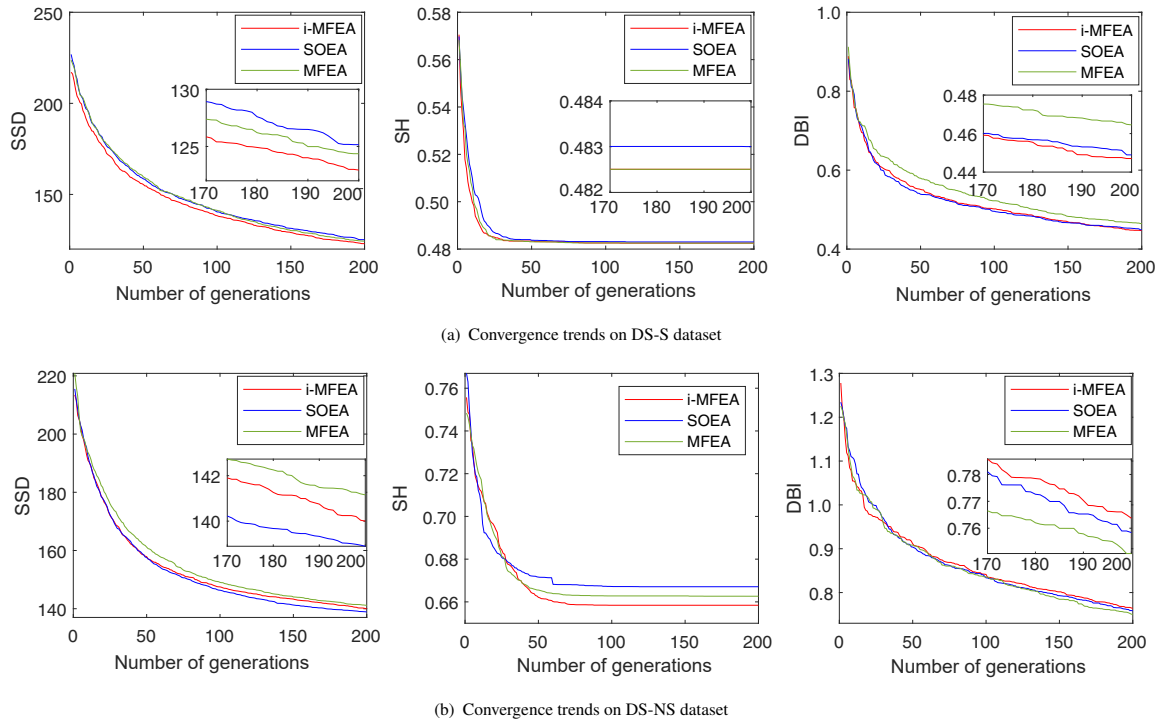 i-MFEA
SOEA
MFEA
250
200
150
0 50 100 150 200
SSD
Number of generations
130
125
170 180 190 200
i-MFEA
SOEA
MFEA
0.58
0.56
0.54
0.52
0.50
0.48
0 50 100 150 200
SH
Number of generations
0.484
0.483
0.482
170 180 190 200
i-MFEA
SOEA
MFEA
1.0
0.8
0.6
0.4
0 50 100 150 200
DBI
Number of generations
0.48
0.46
0.44
170 180 190 200
(a) Convergence trends on DS-S dataset
i-MFEA
SOEA
MFEA
220
200
180
160
140
0 50 100 150 200
SSD
Number of generations
142
140
170 180 190 200
i-MFEA
SOEA
MFEA
0.76
0.74
0.72
0.70
0.68
0.66
0 50 100 150 200
SH
Number of generations
i-MFEA
SOEA
MFEA
1.3
1.2
1.1
1.0
0.9
0.8
0 50 100 150 200
DBI
Number of generations
0.78
0.77
0.76
170 180 190 200
(b) Convergence trends on DS-NS dataset